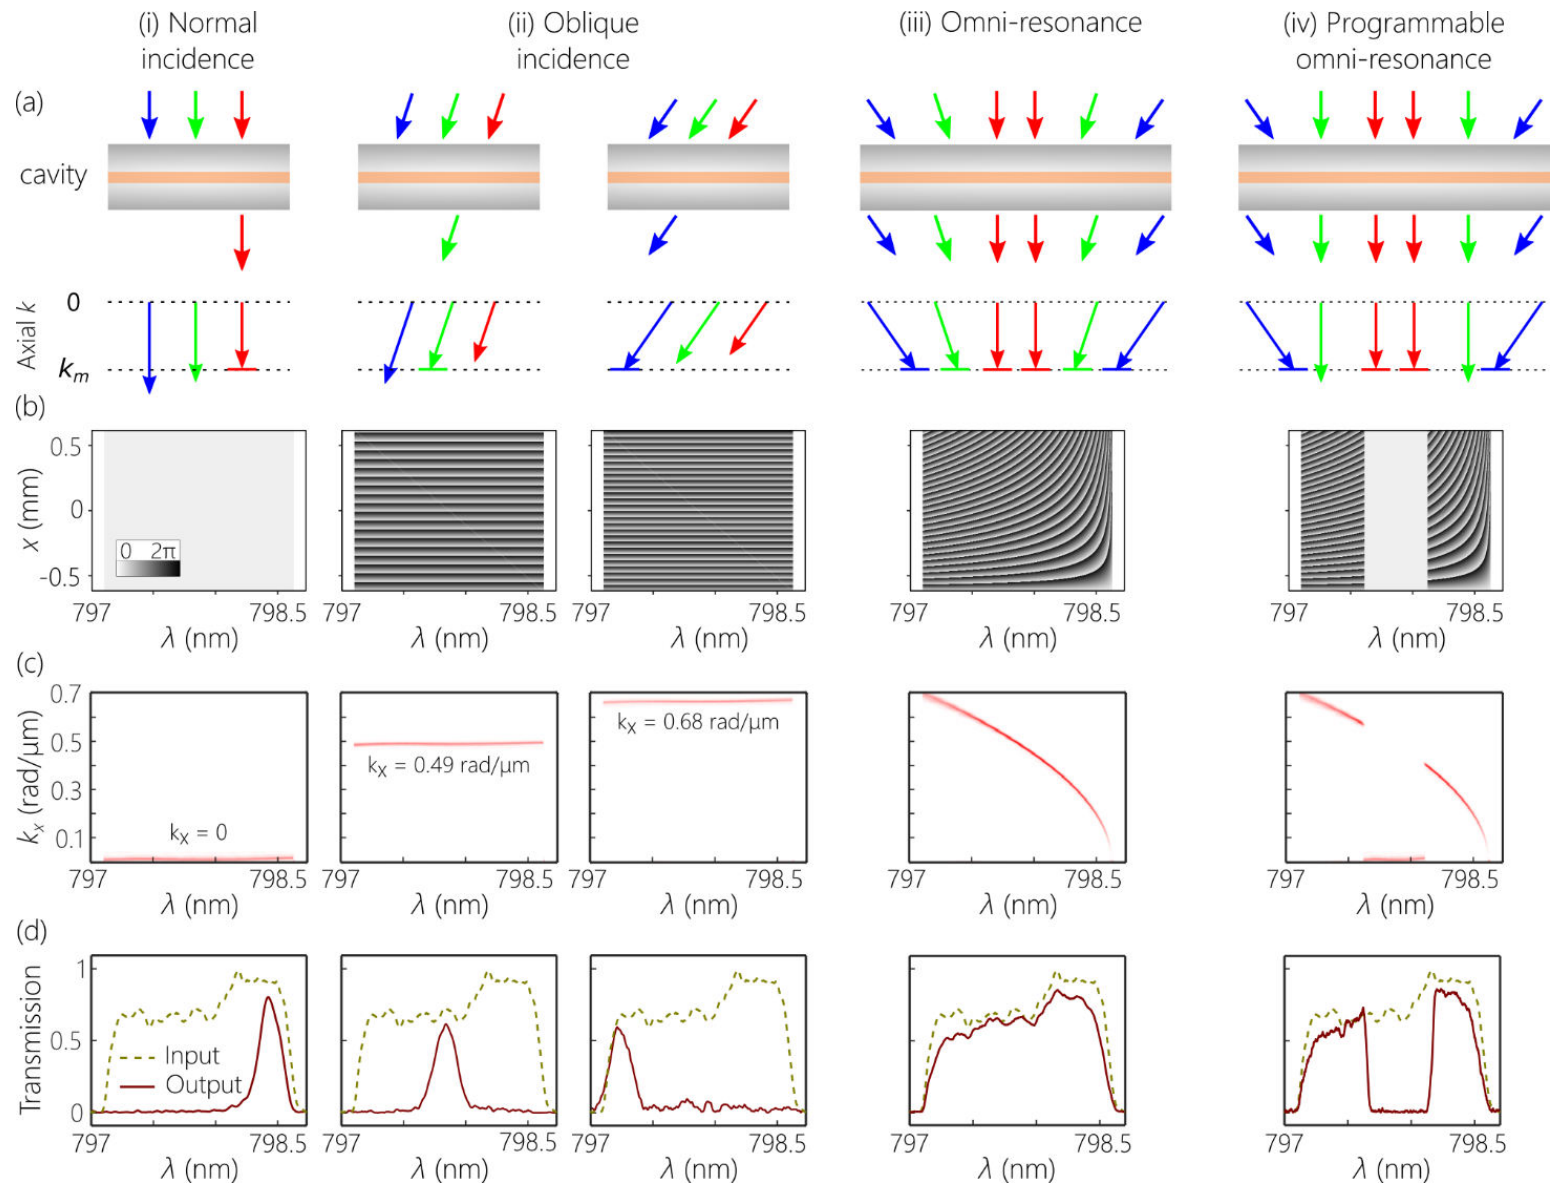 (i) Normal
incidence
(ii) Oblique
incidence
(iii) Omni-resonance
(iv) Programmable
omni-resonance
(a)
cavity
Axial k
0
k_m
(b)
x (mm)
0.5
0
-0.5
0 2π
797 798.5
λ (nm)
797 798.5
λ (nm)
797 798.5
λ (nm)
797 798.5
λ (nm)
797 798.5
λ (nm)
(c)
k_x (rad/μm)
0.7
0.5
0.3
0.1
k_x = 0
k_x = 0.49 rad/μm
k_x = 0.68 rad/μm
797 798.5
λ (nm)
797 798.5
λ (nm)
797 798.5
λ (nm)
797 798.5
λ (nm)
797 798.5
λ (nm)
(d)
Transmission
1
0.5
0
Input
Output
797 798.5
λ (nm)
797 798.5
λ (nm)
797 798.5
λ (nm)
797 798.5
λ (nm)
797 798.5
λ (nm)